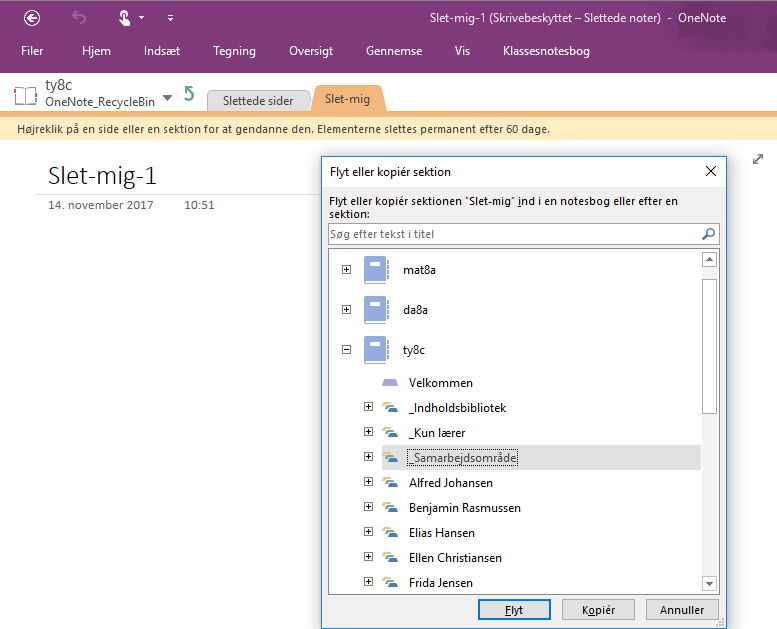 Slet-mig-1 (Skrivebeskyttet – Slettede noter) - OneNote
Filer Hjem Indsæt Tegning Oversigt Gennemse Vis Klassenotesbog
ty8c
OneNote_RecycleBin
Slettede sider
Slet-mig
Højreklik på en side eller en sektion for at gendanne den. Elementerne slettes permanent efter 60 dage.
Slet-mig-1
14. november 2017 10:51
Flyt eller kopiér sektion
Flyt eller kopiér sektionen "Slet-mig" ind i en notesbog eller efter en
sektion:
Søg efter tekst i titel
mat8a
da8a
ty8c
Velkommen
_Indholdsbibliotek
_Kun lærer
_Samarbejdsområde
Alfred Johansen
Benjamin Rasmussen
Elias Hansen
Ellen Christiansen
Frida Jensen
Flyt Kopiér Annuller